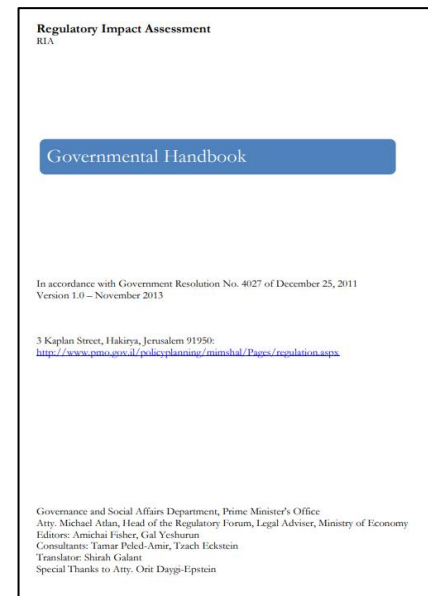 Regulatory Impact Assessment
RIA
Governmental Handbook
In accordance with Government Resolution No. 4027 of December 25, 2011
Version 1.0 – November 2013
3 Kaplan Street, Hakirya, Jerusalem 91950:
http://www.pmo.gov.il/policyplanning/mimshal/Pages/regulation.aspx
Governance and Social Affairs Department, Prime Minister's Office
Atty. Michael Atlan, Head of the Regulatory Forum, Legal Adviser, Ministry of Economy
Editors: Amichai Fisher, Gal Yeshurun
Consultants: Tamar Peled-Amir, Tzach Eckstein
Translator: Shirah Galant
Special Thanks to Atty. Orit Daygi-Epstein